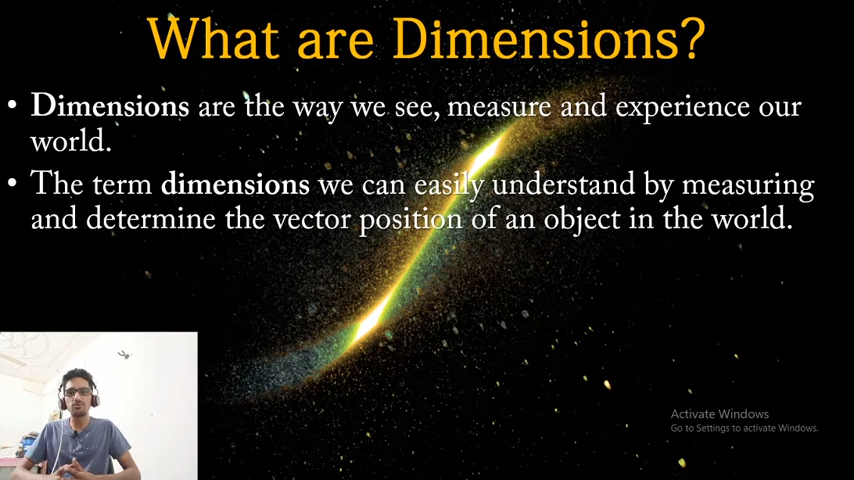 What are Dimensions?
• Dimensions are the way we see, measure and experience our
world.
• The term dimensions we can easily understand by measuring
and determine the vector position of an object in the world.
Activate Windows
Go to Settings to activate Windows.